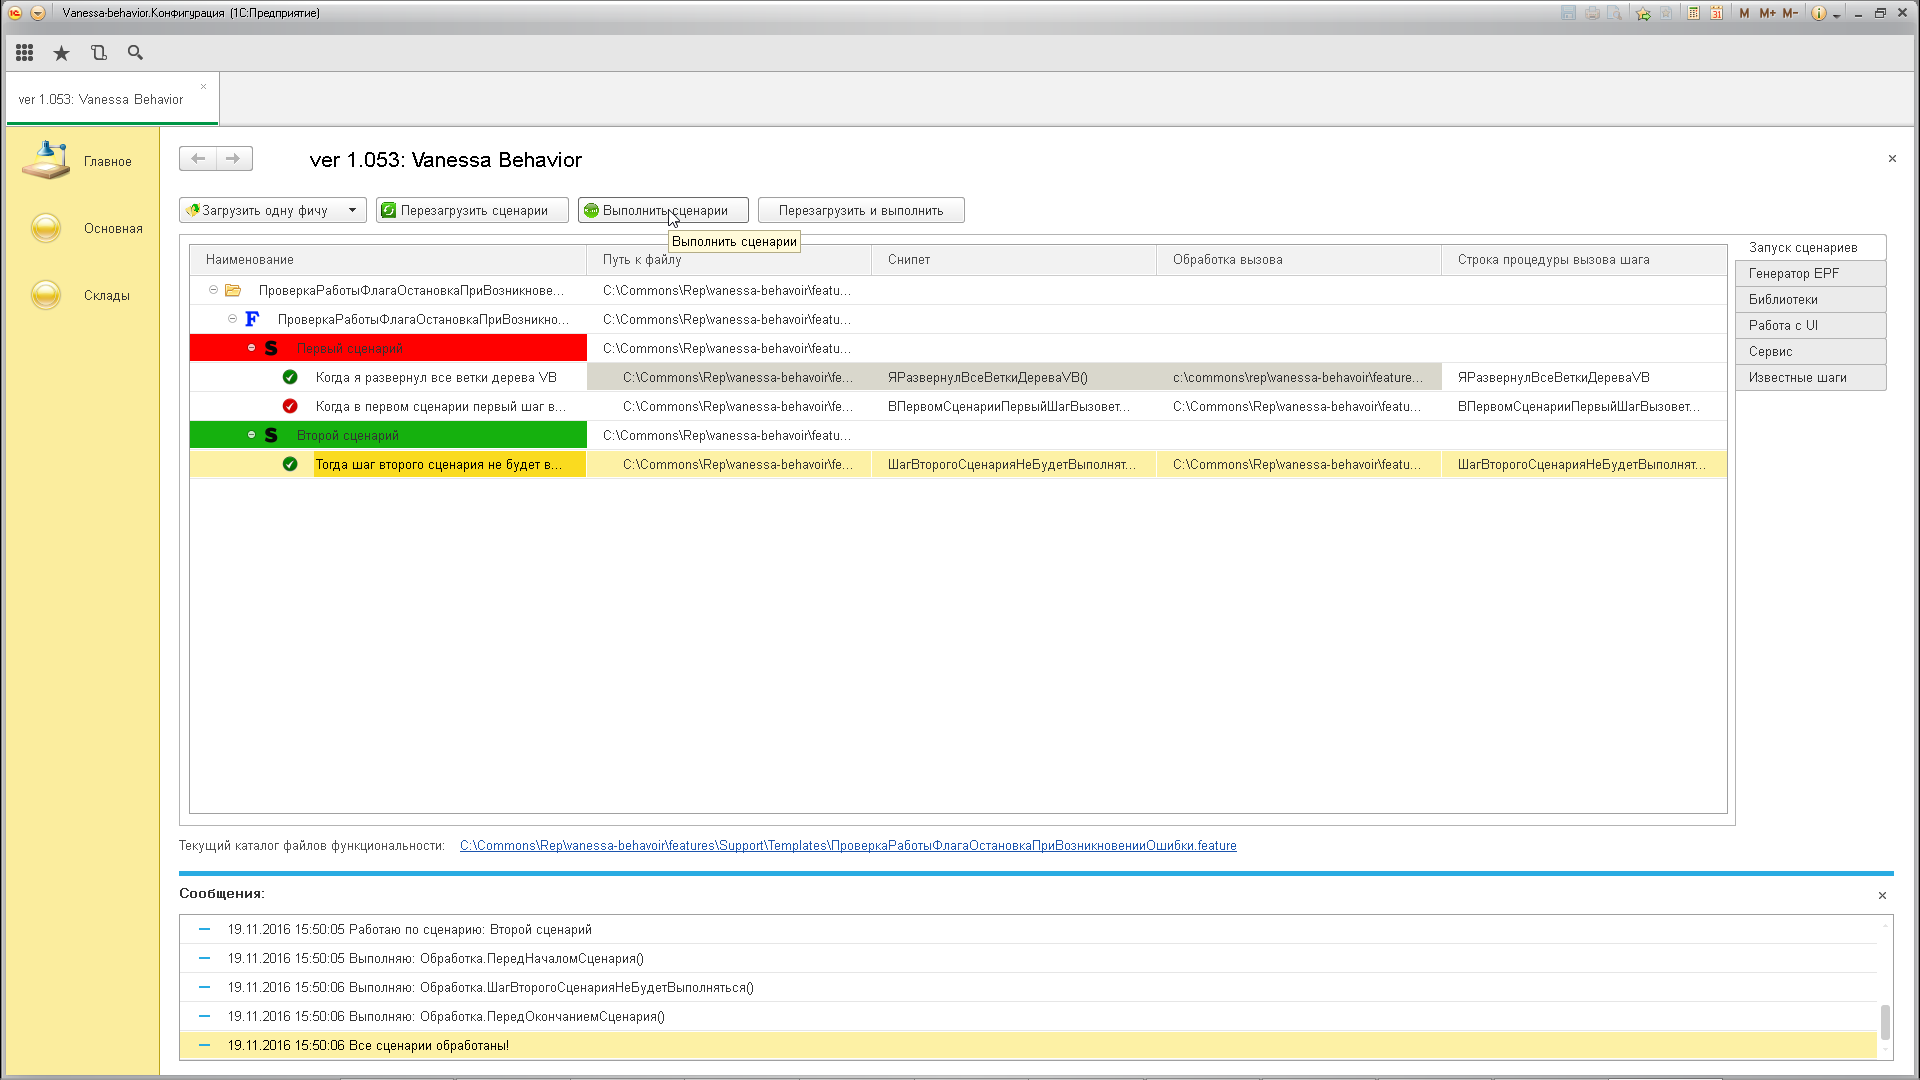 Vanessa-behavior.Конфигурация (1С:Предприятие)
M M+ M-
ver 1.053: Vanessa Behavior
Главное
Основная
Склады
ver 1.053: Vanessa Behavior
Загрузить одну фичу
Перезагрузить сценарии
Выполнить сценарии
Перезагрузить и выполнить
Выполнить сценарии
Наименование Путь к файлу Снипет Обработка вызова Строка процедуры вызова шага
ПроверкаРаботыФлагаОстановкаПриВозникнове... C:\Commons\Rep\vanessa-behavoir\featu...
F ПроверкаРаботыФлагаОстановкаПриВозникно... C:\Commons\Rep\vanessa-behavoir\featu...
S Первый сценарий C:\Commons\Rep\vanessa-behavoir\featu...
Когда я развернул все ветки дерева VB C:\Commons\Rep\vanessa-behavoir\fe... ЯРазвернулВсеВеткиДереваVB() c:\commons\rep\vanessa-behavoir\feature... ЯРазвернулВсеВеткиДереваVB
Когда в первом сценарии первый шаг в... C:\Commons\Rep\vanessa-behavoir\fe... ВПервомСценарииПервыйШагВызовет... C:\Commons\Rep\vanessa-behavoir\featu... ВПервомСценарииПервыйШагВызовет...
S Второй сценарий C:\Commons\Rep\vanessa-behavoir\featu...
Тогда шаг второго сценария не будет в... C:\Commons\Rep\vanessa-behavoir\fe... ШагВторогоСценарияНеБудетВыполнят... C:\Commons\Rep\vanessa-behavoir\featu... ШагВторогоСценарияНеБудетВыполнят...
Запуск сценариев
Генератор EPF
Библиотеки
Работа с UI
Сервис
Известные шаги
Текущий каталог файлов функциональности: C:\Commons\Rep\vanessa-behavoir\features\Support\Templates\ПроверкаРаботыФлагаОстановкаПриВозникновенииОшибки.feature
Сообщения:
19.11.2016 15:50:05 Работаю по сценарию: Второй сценарий
19.11.2016 15:50:05 Выполняю: Обработка.ПередНачаломСценария()
19.11.2016 15:50:06 Выполняю: Обработка.ШагВторогоСценарияНеБудетВыполняться()
19.11.2016 15:50:06 Выполняю: Обработка.ПередОкончаниемСценария()
19.11.2016 15:50:06 Все сценарии обработаны!